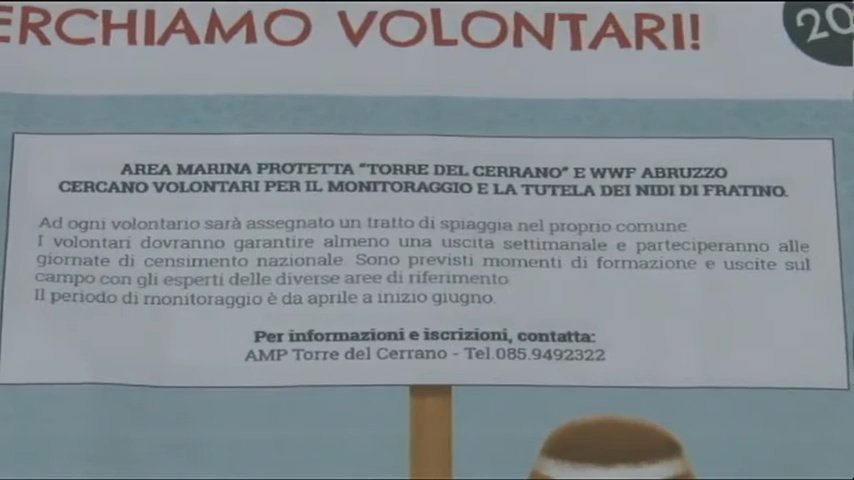 ERCHIAMO VOLONTARI!
20
AREA MARINA PROTETTA "TORRE DEL CERRANO" E WWF ABRUZZO
CERCANO VOLONTARI PER IL MONITORAGGIO E LA TUTELA DEI NIDI DI FRATINO.
Ad ogni volontario sarà assegnato un tratto di spiaggia nel proprio comune.
I volontari dovranno garantire almeno una uscita settimanale e parteciperanno alle
giornate di censimento nazionale. Sono previsti momenti di formazione e uscite sul
campo con gli esperti delle diverse aree di riferimento.
Il periodo di monitoraggio è da aprile a inizio giugno.
Per informazioni e iscrizioni, contatta:
AMP Torre del Cerrano - Tel.085.9492322